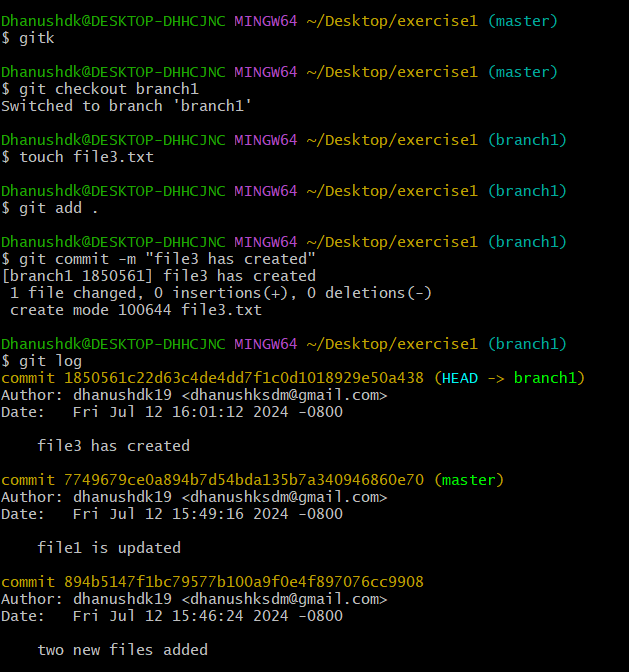 Dhanushdk@DESKTOP-DHHCJNC MINGW64 ~/Desktop/exercise1 (master)
$ gitk
Dhanushdk@DESKTOP-DHHCJNC MINGW64 ~/Desktop/exercise1 (master)
$ git checkout branch1
Switched to branch 'branch1'
Dhanushdk@DESKTOP-DHHCJNC MINGW64 ~/Desktop/exercise1 (branch1)
$ touch file3.txt
Dhanushdk@DESKTOP-DHHCJNC MINGW64 ~/Desktop/exercise1 (branch1)
$ git add .
Dhanushdk@DESKTOP-DHHCJNC MINGW64 ~/Desktop/exercise1 (branch1)
$ git commit -m "file3 has created"
[branch1 1850561] file3 has created
 1 file changed, 0 insertions(+), 0 deletions(-)
 create mode 100644 file3.txt
Dhanushdk@DESKTOP-DHHCJNC MINGW64 ~/Desktop/exercise1 (branch1)
$ git log
commit 1850561c22d63c4de4dd7f1c0d1018929e50a438 (HEAD -> branch1)
Author: dhanushdk19 <dhanushksdm@gmail.com>
Date:   Fri Jul 12 16:01:12 2024 -0800
    file3 has created
commit 7749679ce0a894b7d54bda135b7a340946860e70 (master)
Author: dhanushdk19 <dhanushksdm@gmail.com>
Date:   Fri Jul 12 15:49:16 2024 -0800
    file1 is updated
commit 894b5147f1bc79577b100a9f0e4f897076cc9908
Author: dhanushdk19 <dhanushksdm@gmail.com>
Date:   Fri Jul 12 15:46:24 2024 -0800
    two new files added